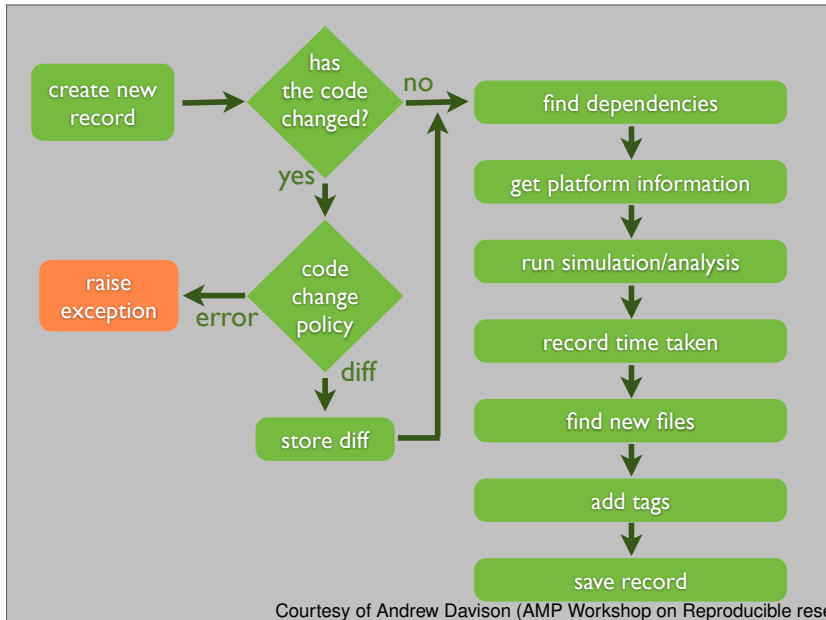 create new
record
has
the code
changed?
no
yes
code
change
policy
error
raise
exception
diff
store diff
find dependencies
get platform information
run simulation/analysis
record time taken
find new files
add tags
save record
Courtesy of Andrew Davison (AMP Workshop on Reproducible